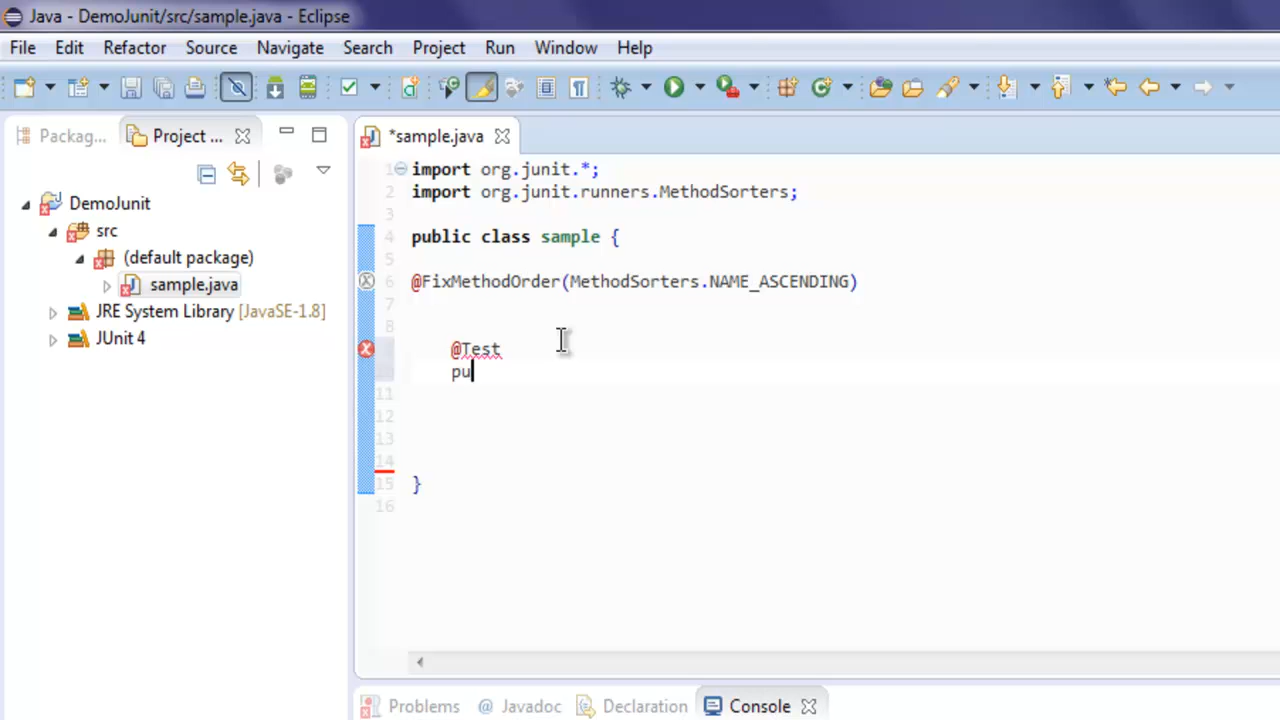 Java - DemoJunit/src/sample.java - Eclipse
File Edit Refactor Source Navigate Search Project Run Window Help
Packag... Project ...
*sample.java
DemoJunit
src
(default package)
sample.java
JRE System Library [JavaSE-1.8]
JUnit 4
1 import org.junit.*;
2 import org.junit.runners.MethodSorters;
3
4 public class sample {
5
6 @FixMethodOrder(MethodSorters.NAME_ASCENDING)
7
8
@Test
pu
11
12
13
14
15 }
16
Problems @ Javadoc Declaration Console